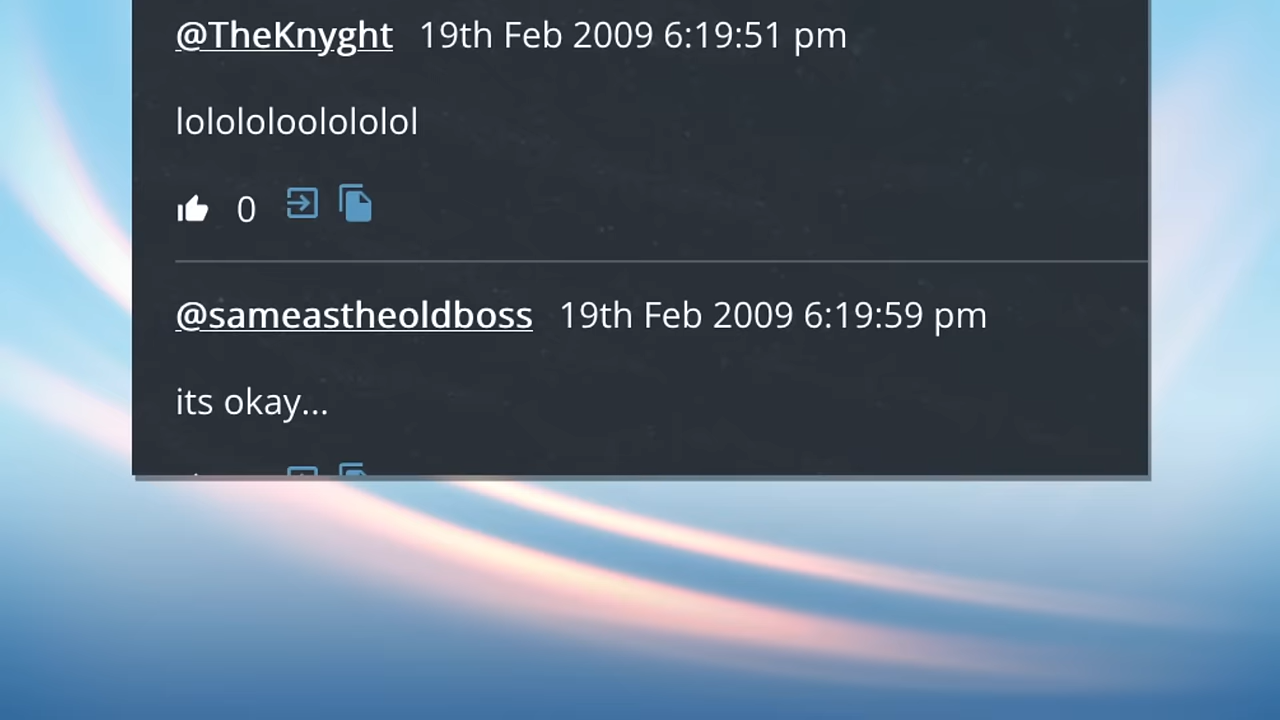 @TheKnyght 19th Feb 2009 6:19:51 pm
lolololoolololol
0
@sameastheoldboss 19th Feb 2009 6:19:59 pm
its okay...